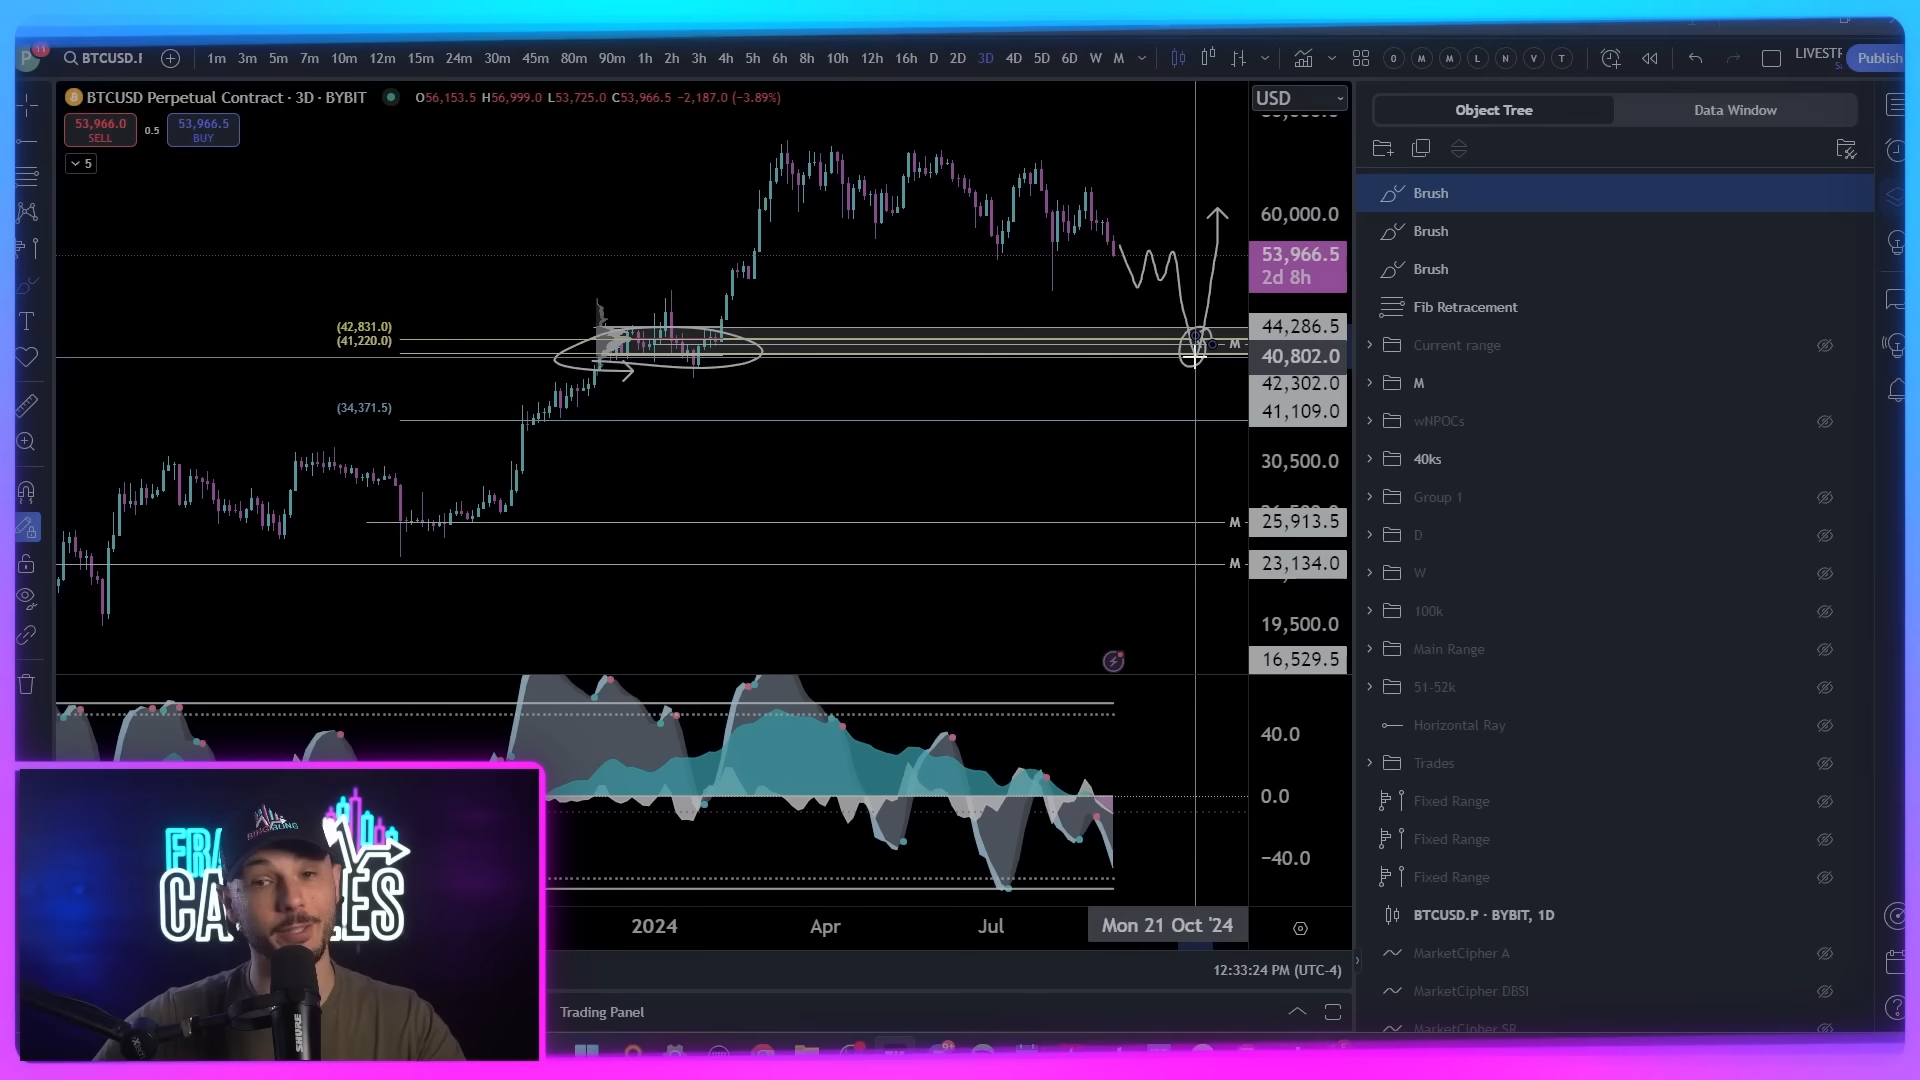 P
11
BTCUSD.I
1m 3m 5m 7m 10m 12m 15m 24m 30m 45m 80m 90m 1h 2h 3h 4h 5h 6h 8h 10h 12h 16h D 2D 3D 4D 5D 6D W M
O M M L N V T
LIVESTF
Publish
BTCUSD Perpetual Contract · 3D · BYBIT
O56,153.5 H56,999.0 L53,725.0 C53,966.5 −2,187.0 (−3.89%)
53,966.0
SELL
0.5
53,966.5
BUY
5
USD
60,000.0
53,966.5
2d 8h
44,286.5
40,802.0
42,302.0
41,109.0
30,500.0
M
25,913.5
M
23,134.0
M
19,500.0
16,529.5
40.0
0.0
−40.0
(42,831.0)
(41,220.0)
(34,371.5)
2024
Apr
Jul
Mon 21 Oct '24
12:33:24 PM (UTC-4)
Trading Panel
Object Tree
Data Window
Brush
Brush
Brush
Fib Retracement
Current range
M
wNPOCs
40ks
Group 1
D
W
100k
Main Range
51-52k
Horizontal Ray
Trades
Fixed Range
Fixed Range
Fixed Range
BTCUSD.P · BYBIT, 1D
MarketCipher A
MarketCipher DBSI
MarketCipher SR
SHURE